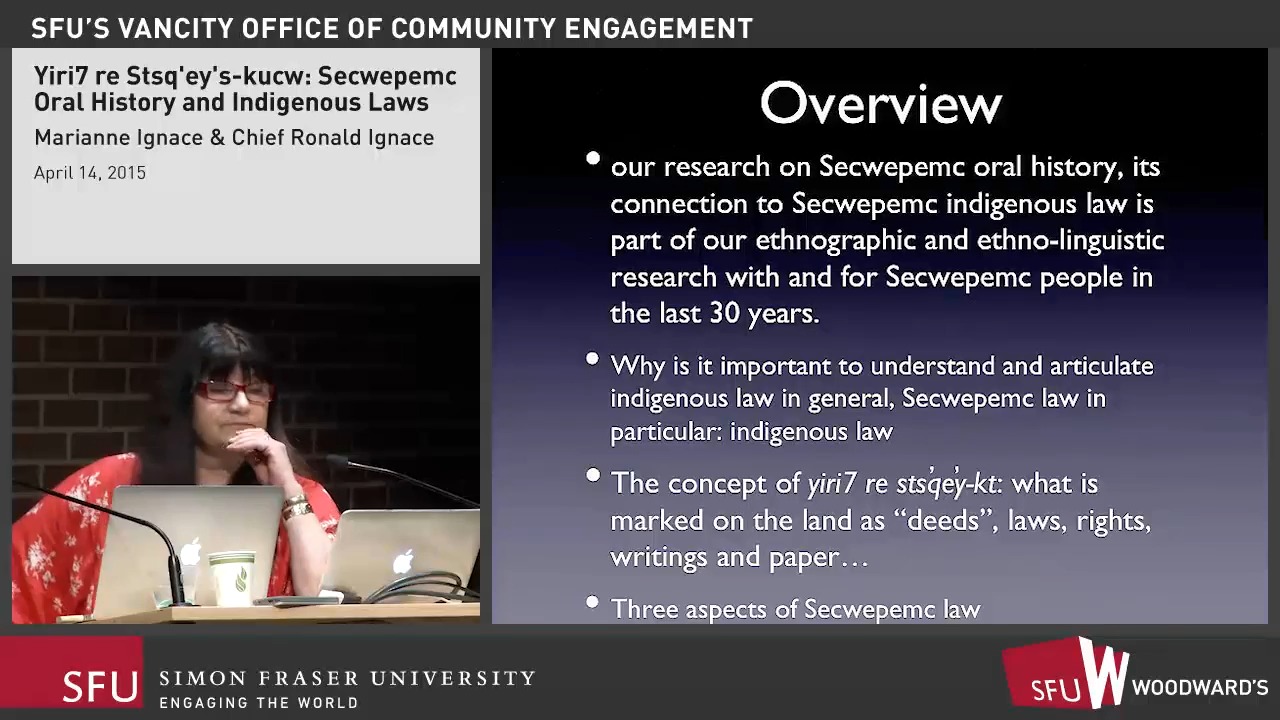 SFU'S VANCITY OFFICE OF COMMUNITY ENGAGEMENT
Yiri7 re Stsq'ey's-kucw: Secwepemc
Oral History and Indigenous Laws
Marianne Ignace & Chief Ronald Ignace
April 14, 2015
Overview
• our research on Secwepemc oral history, its
connection to Secwepemc indigenous law is
part of our ethnographic and ethno-linguistic
research with and for Secwepemc people in
the last 30 years.
• Why is it important to understand and articulate
indigenous law in general, Secwepemc law in
particular: indigenous law
• The concept of yiri7 re stsq̓ey̓-kt: what is
marked on the land as “deeds”, laws, rights,
writings and paper…
• Three aspects of Secwepemc law
SFU SIMON FRASER UNIVERSITY
ENGAGING THE WORLD
SFU W WOODWARD'S